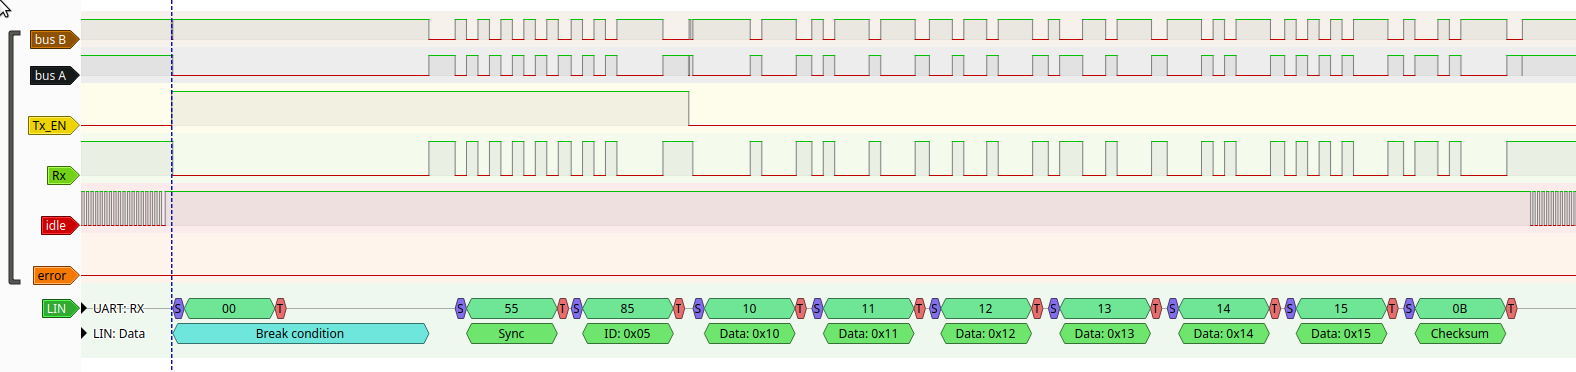 bus B
bus A
Tx_EN
Rx
idle
error
LIN UART: RX S 00 T S 55 T S 85 T S 10 T S 11 T S 12 T S 13 T S 14 T S 15 T S 0B T
LIN: Data Break condition Sync ID: 0x05 Data: 0x10 Data: 0x11 Data: 0x12 Data: 0x13 Data: 0x14 Data: 0x15 Checksum